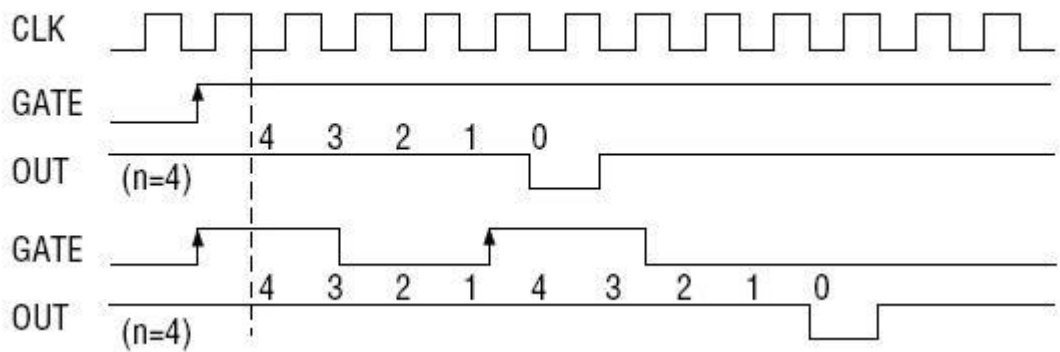 CLK
GATE
4 3 2 1 0
OUT (n=4)
GATE
4 3 2 1 4 3 2 1 0
OUT (n=4)